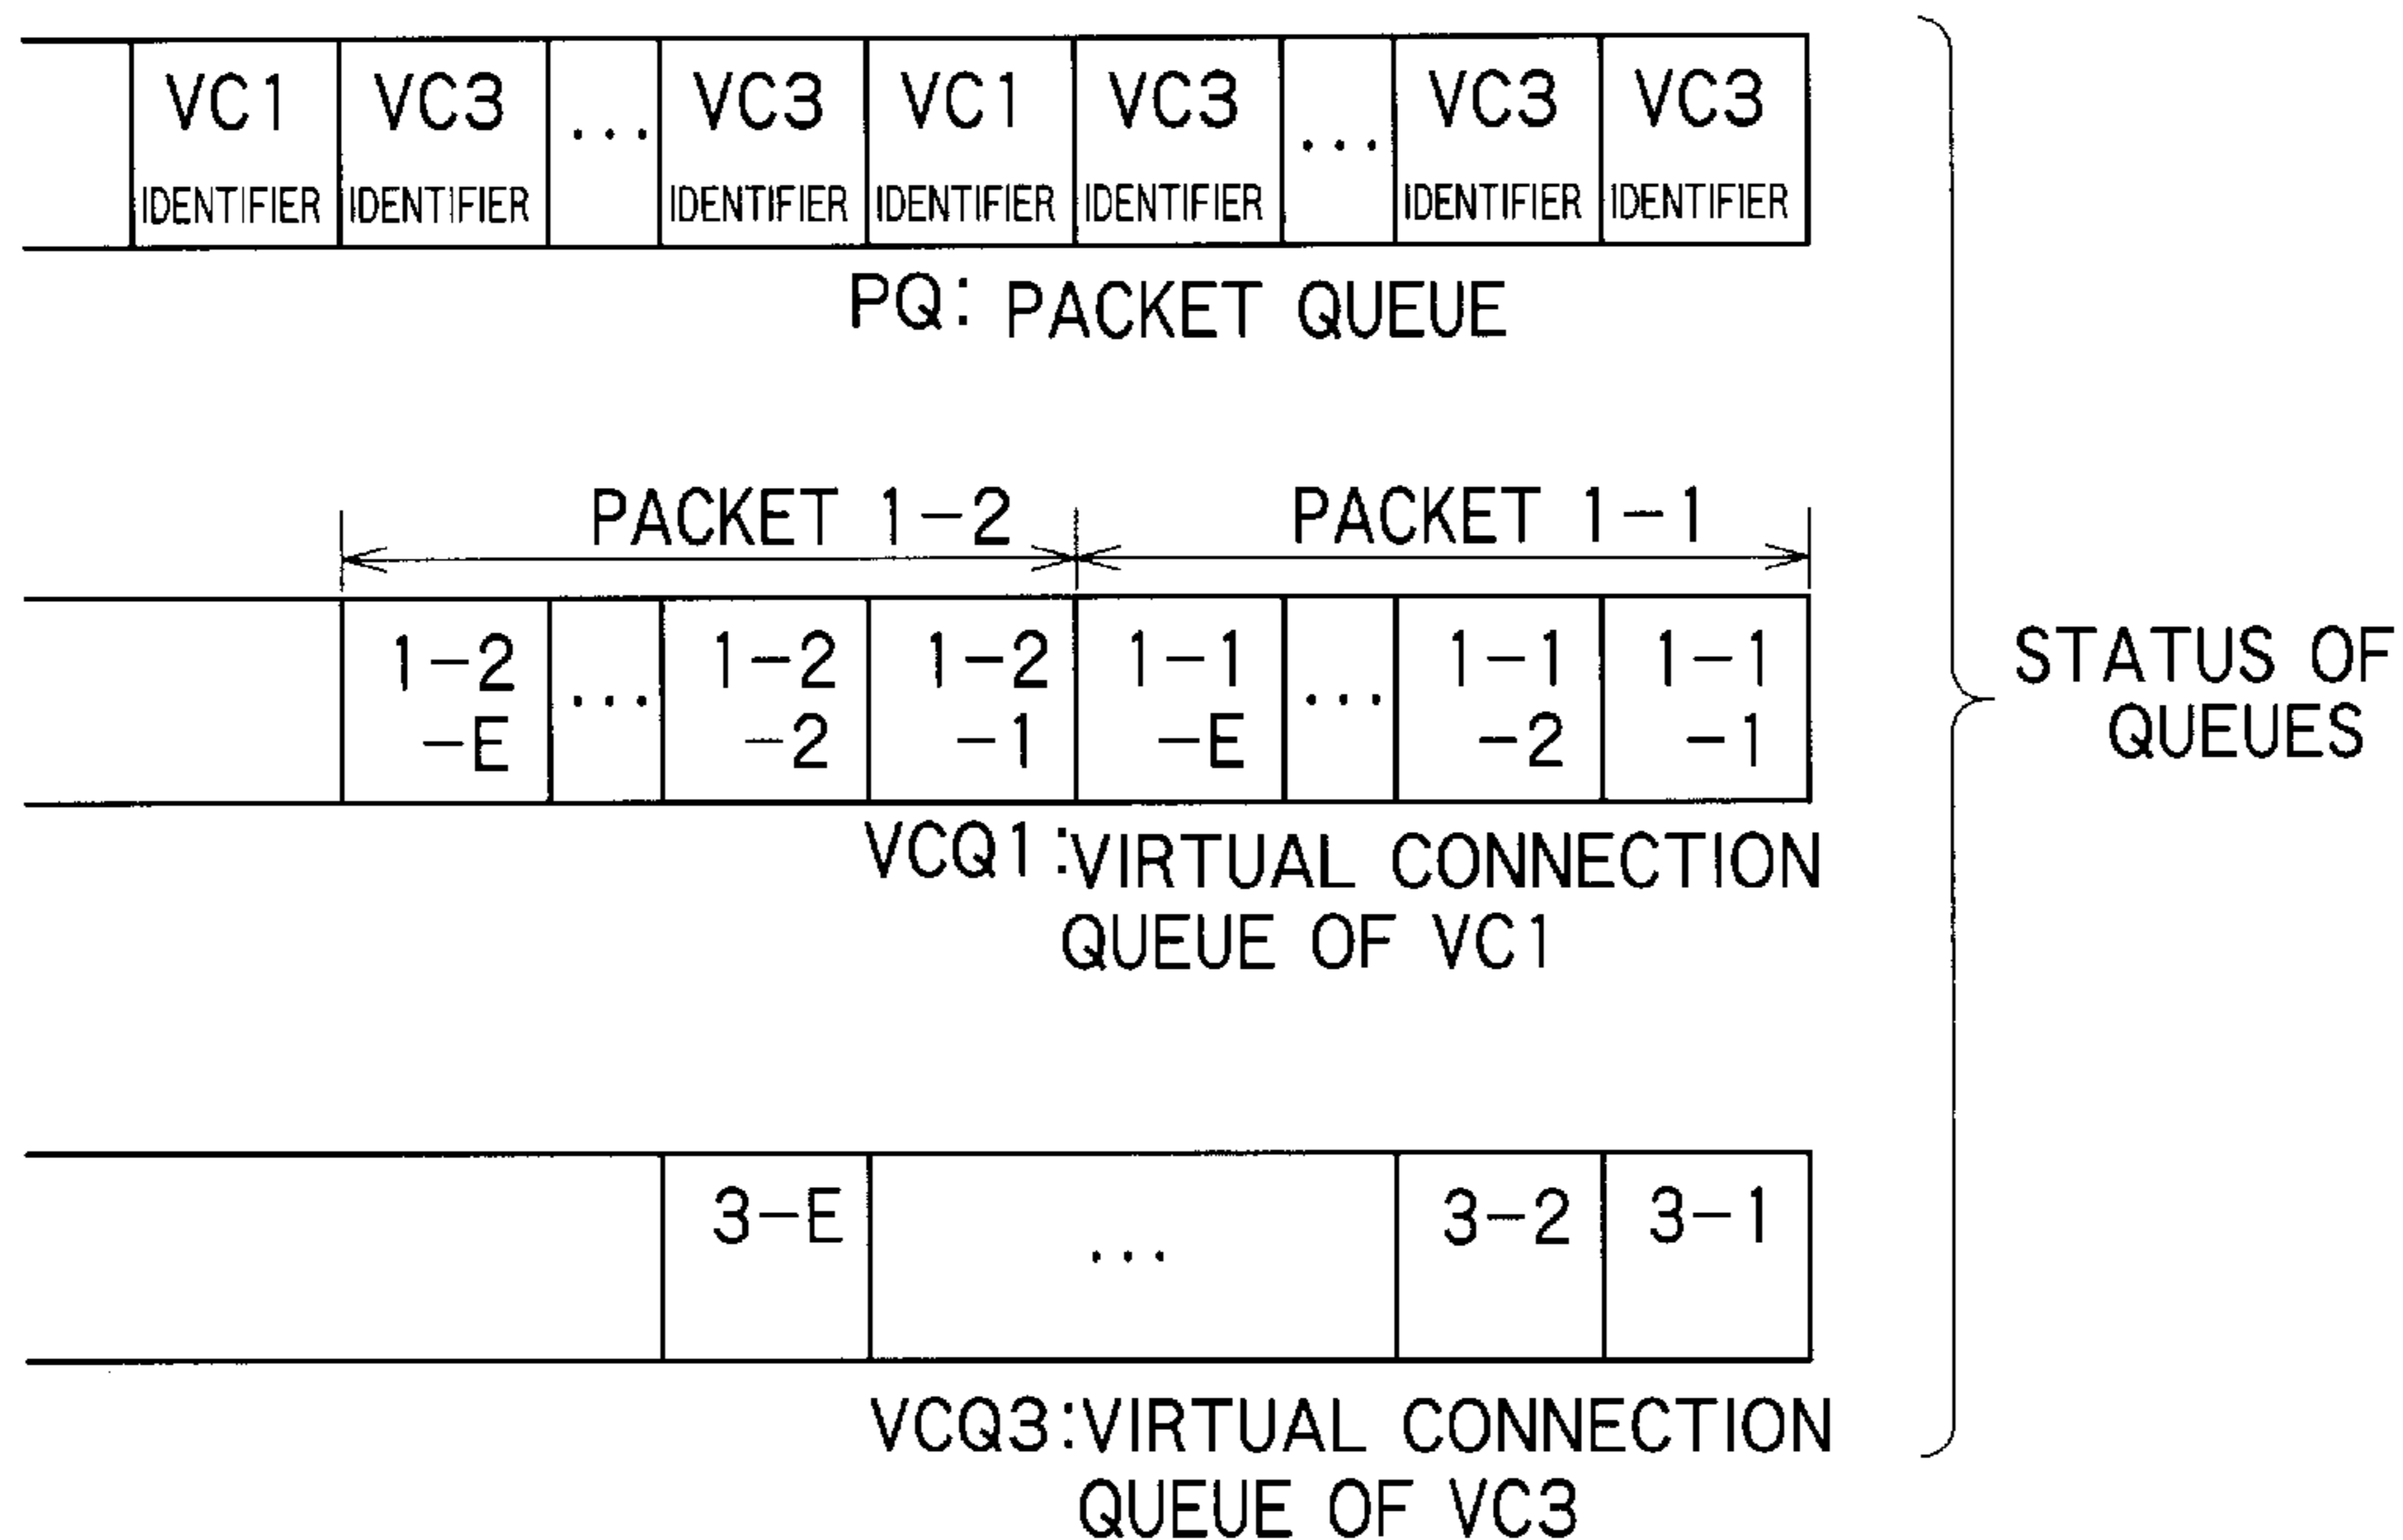 VC1 VC3 ... VC3 VC1 VC3 ... VC3 VC3
IDENTIFIER IDENTIFIER IDENTIFIER IDENTIFIER IDENTIFIER IDENTIFIER IDENTIFIER
PQ: PACKET QUEUE
PACKET 1-2 PACKET 1-1
1-2 ... 1-2 1-2 1-1 ... 1-1 1-1
-E -2 -1 -E -2 -1
VCQ1:VIRTUAL CONNECTION
QUEUE OF VC1
3-E ... 3-2 3-1
VCQ3:VIRTUAL CONNECTION
QUEUE OF VC3
STATUS OF
QUEUES